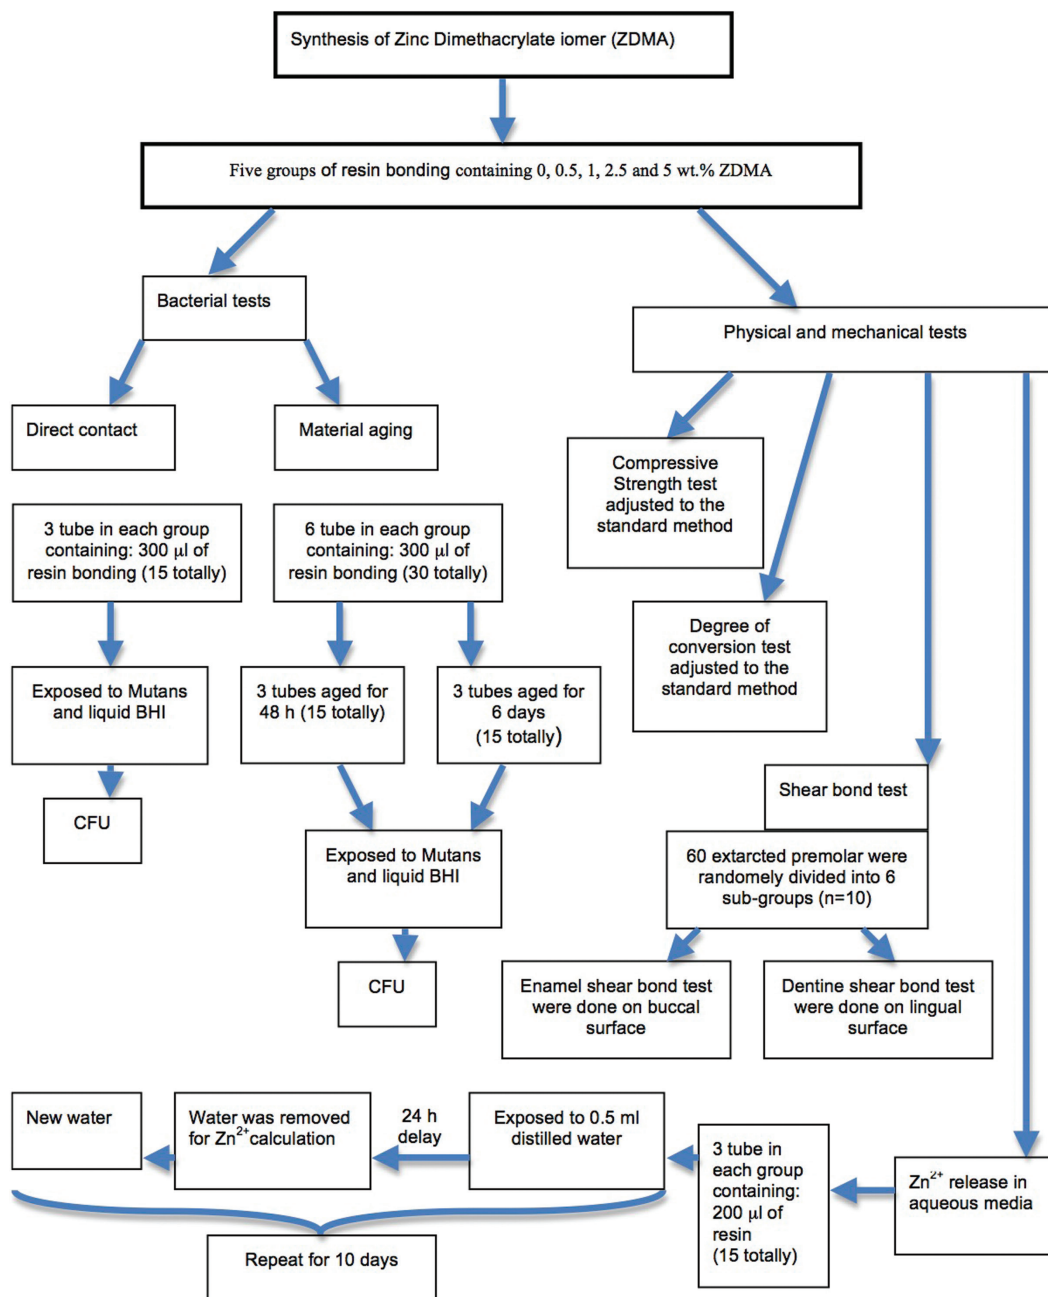 Synthesis of Zinc Dimethacrylate iomer (ZDMA)
Five groups of resin bonding containing 0, 0.5, 1, 2.5 and 5 wt.% ZDMA
Bacterial tests
Physical and mechanical tests
Direct contact
Material aging
Compressive
Strength test
adjusted to the
standard method
3 tube in each group
containing: 300 µl of
resin bonding (15 totally)
6 tube in each group
containing: 300 µl of
resin bonding (30 totally)
Degree of
conversion test
adjusted to the
standard method
Exposed to Mutans
and liquid BHI
3 tubes aged for
48 h (15 totally)
3 tubes aged for
6 days
(15 totally)
Shear bond test
CFU
60 extarcted premolar were
randomely divided into 6
sub-groups (n=10)
Exposed to Mutans
and liquid BHI
CFU
Enamel shear bond test
were done on buccal
surface
Dentine shear bond test
were done on lingual
surface
New water
Water was removed
for Zn²⁺calculation
24 h
delay
Exposed to 0.5 ml
distilled water
3 tube in
each group
containing:
200 µl of
resin
(15 totally)
Zn²⁺ release in
aqueous media
Repeat for 10 days